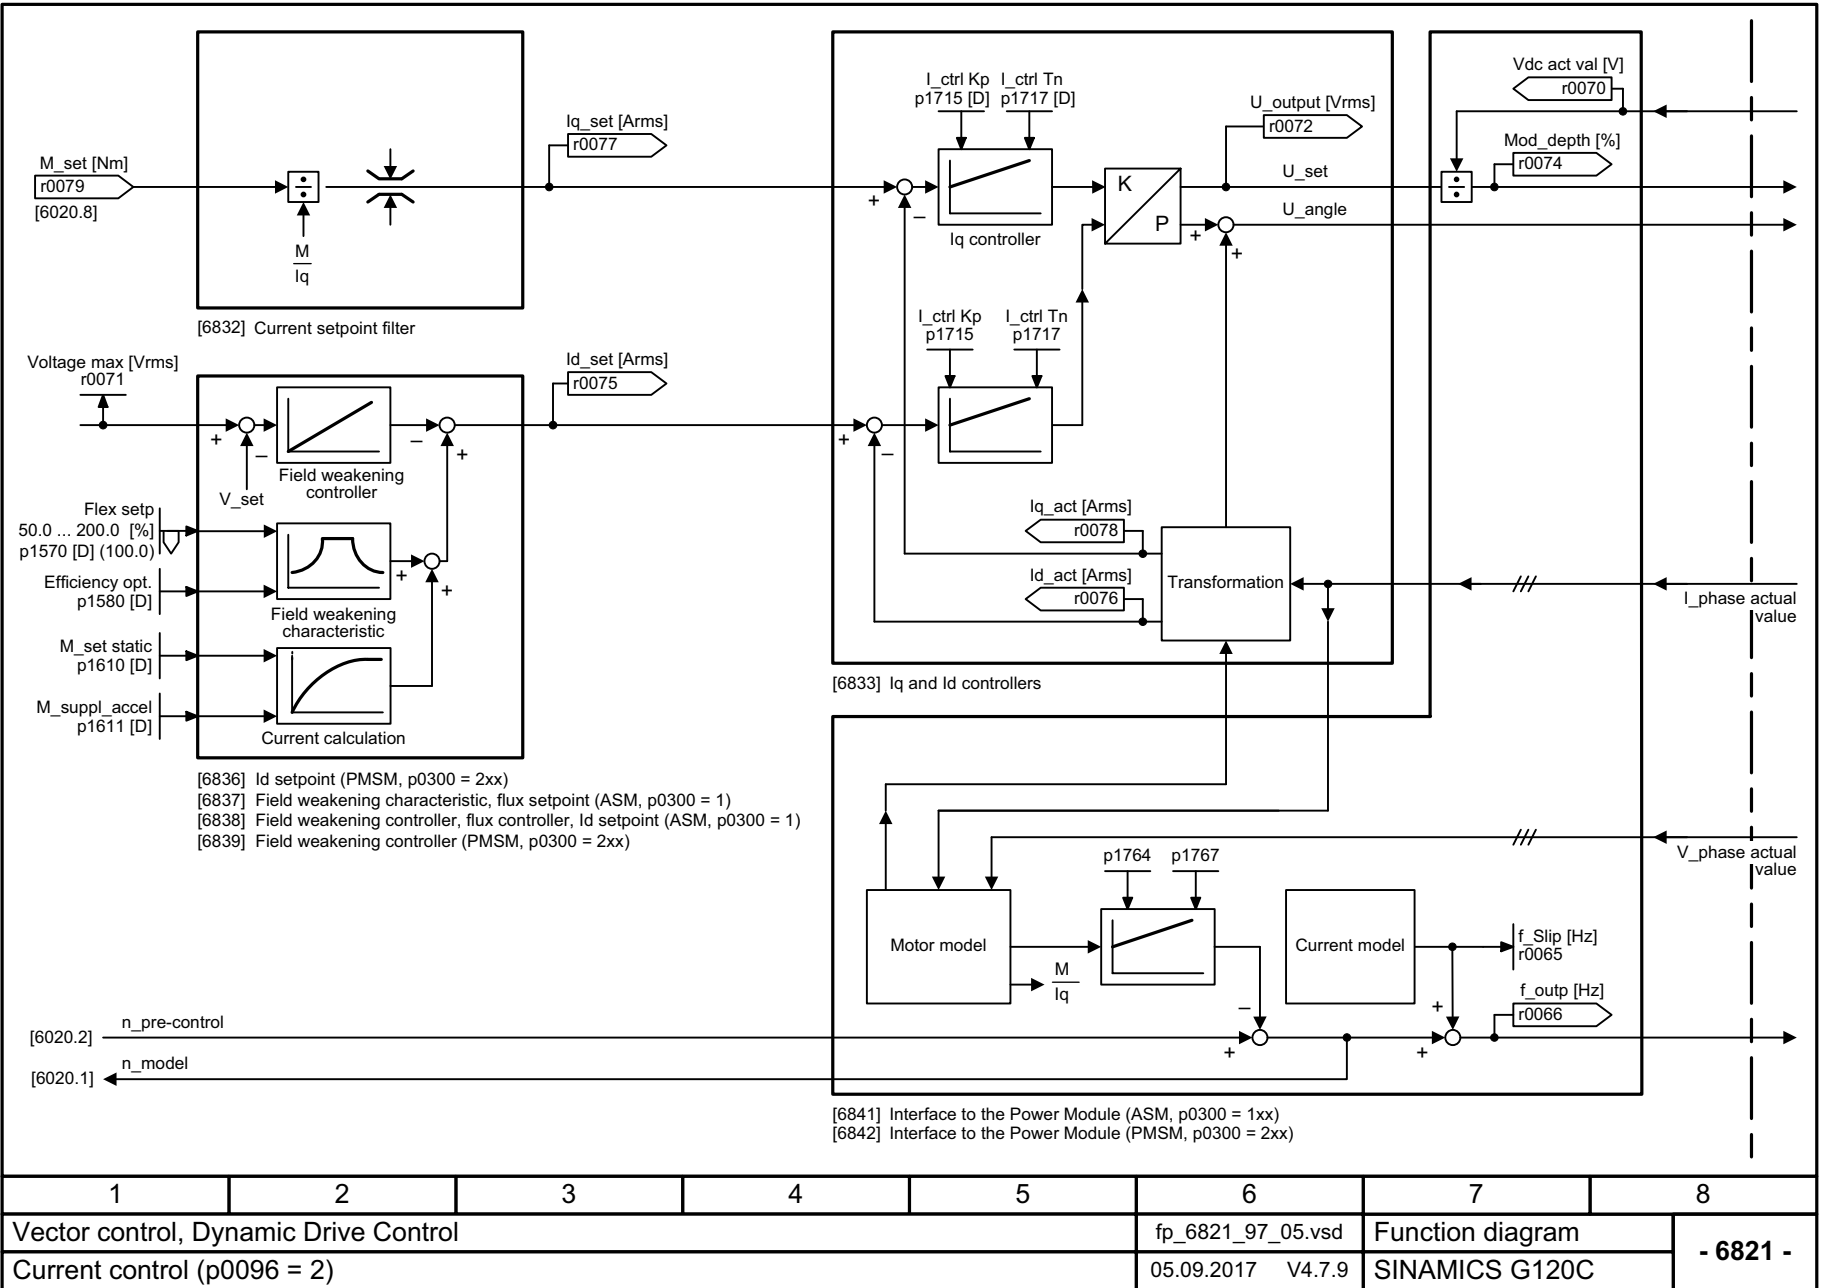 M_set [Nm]
r0079
[6020.8]
÷
M
Iq
[6832] Current setpoint filter
Iq_set [Arms]
r0077
+
–
I_ctrl Kp
p1715 [D]
I_ctrl Tn
p1717 [D]
Iq controller
K
P
+
+
U_output [Vrms]
r0072
U_set
U_angle
Vdc act val [V]
r0070
Mod_depth [%]
r0074
÷
Voltage max [Vrms]
r0071
+
–
V_set
Field weakening
controller
–
+
Id_set [Arms]
r0075
+
–
I_ctrl Kp
p1715
I_ctrl Tn
p1717
Flex setp
50.0 ... 200.0 [%]
p1570 [D] (100.0)
Efficiency opt.
p1580 [D]
Field weakening
characteristic
+
+
M_set static
p1610 [D]
M_suppl_accel
p1611 [D]
Current calculation
Iq_act [Arms]
r0078
Id_act [Arms]
r0076
Transformation
I_phase actual
value
[6833] Iq and Id controllers
[6836] Id setpoint (PMSM, p0300 = 2xx)
[6837] Field weakening characteristic, flux setpoint (ASM, p0300 = 1)
[6838] Field weakening controller, flux controller, Id setpoint (ASM, p0300 = 1)
[6839] Field weakening controller (PMSM, p0300 = 2xx)
V_phase actual
value
p1764
p1767
Motor model
M
Iq
Current model
f_Slip [Hz]
r0065
f_outp [Hz]
r0066
–
+
+
+
[6020.2]
n_pre-control
[6020.1]
n_model
[6841] Interface to the Power Module (ASM, p0300 = 1xx)
[6842] Interface to the Power Module (PMSM, p0300 = 2xx)
1 2 3 4 5 6 7 8
Vector control, Dynamic Drive Control
fp_6821_97_05.vsd
Function diagram
- 6821 -
Current control (p0096 = 2)
05.09.2017 V4.7.9
SINAMICS G120C